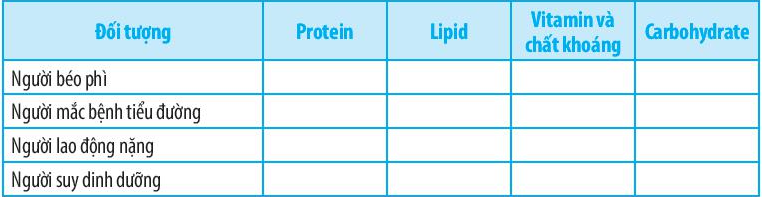 Đối tượng Protein Lipid Vitamin và chất khoáng Carbohydrate
Người béo phì
Người mắc bệnh tiểu đường
Người lao động nặng
Người suy dinh dưỡng